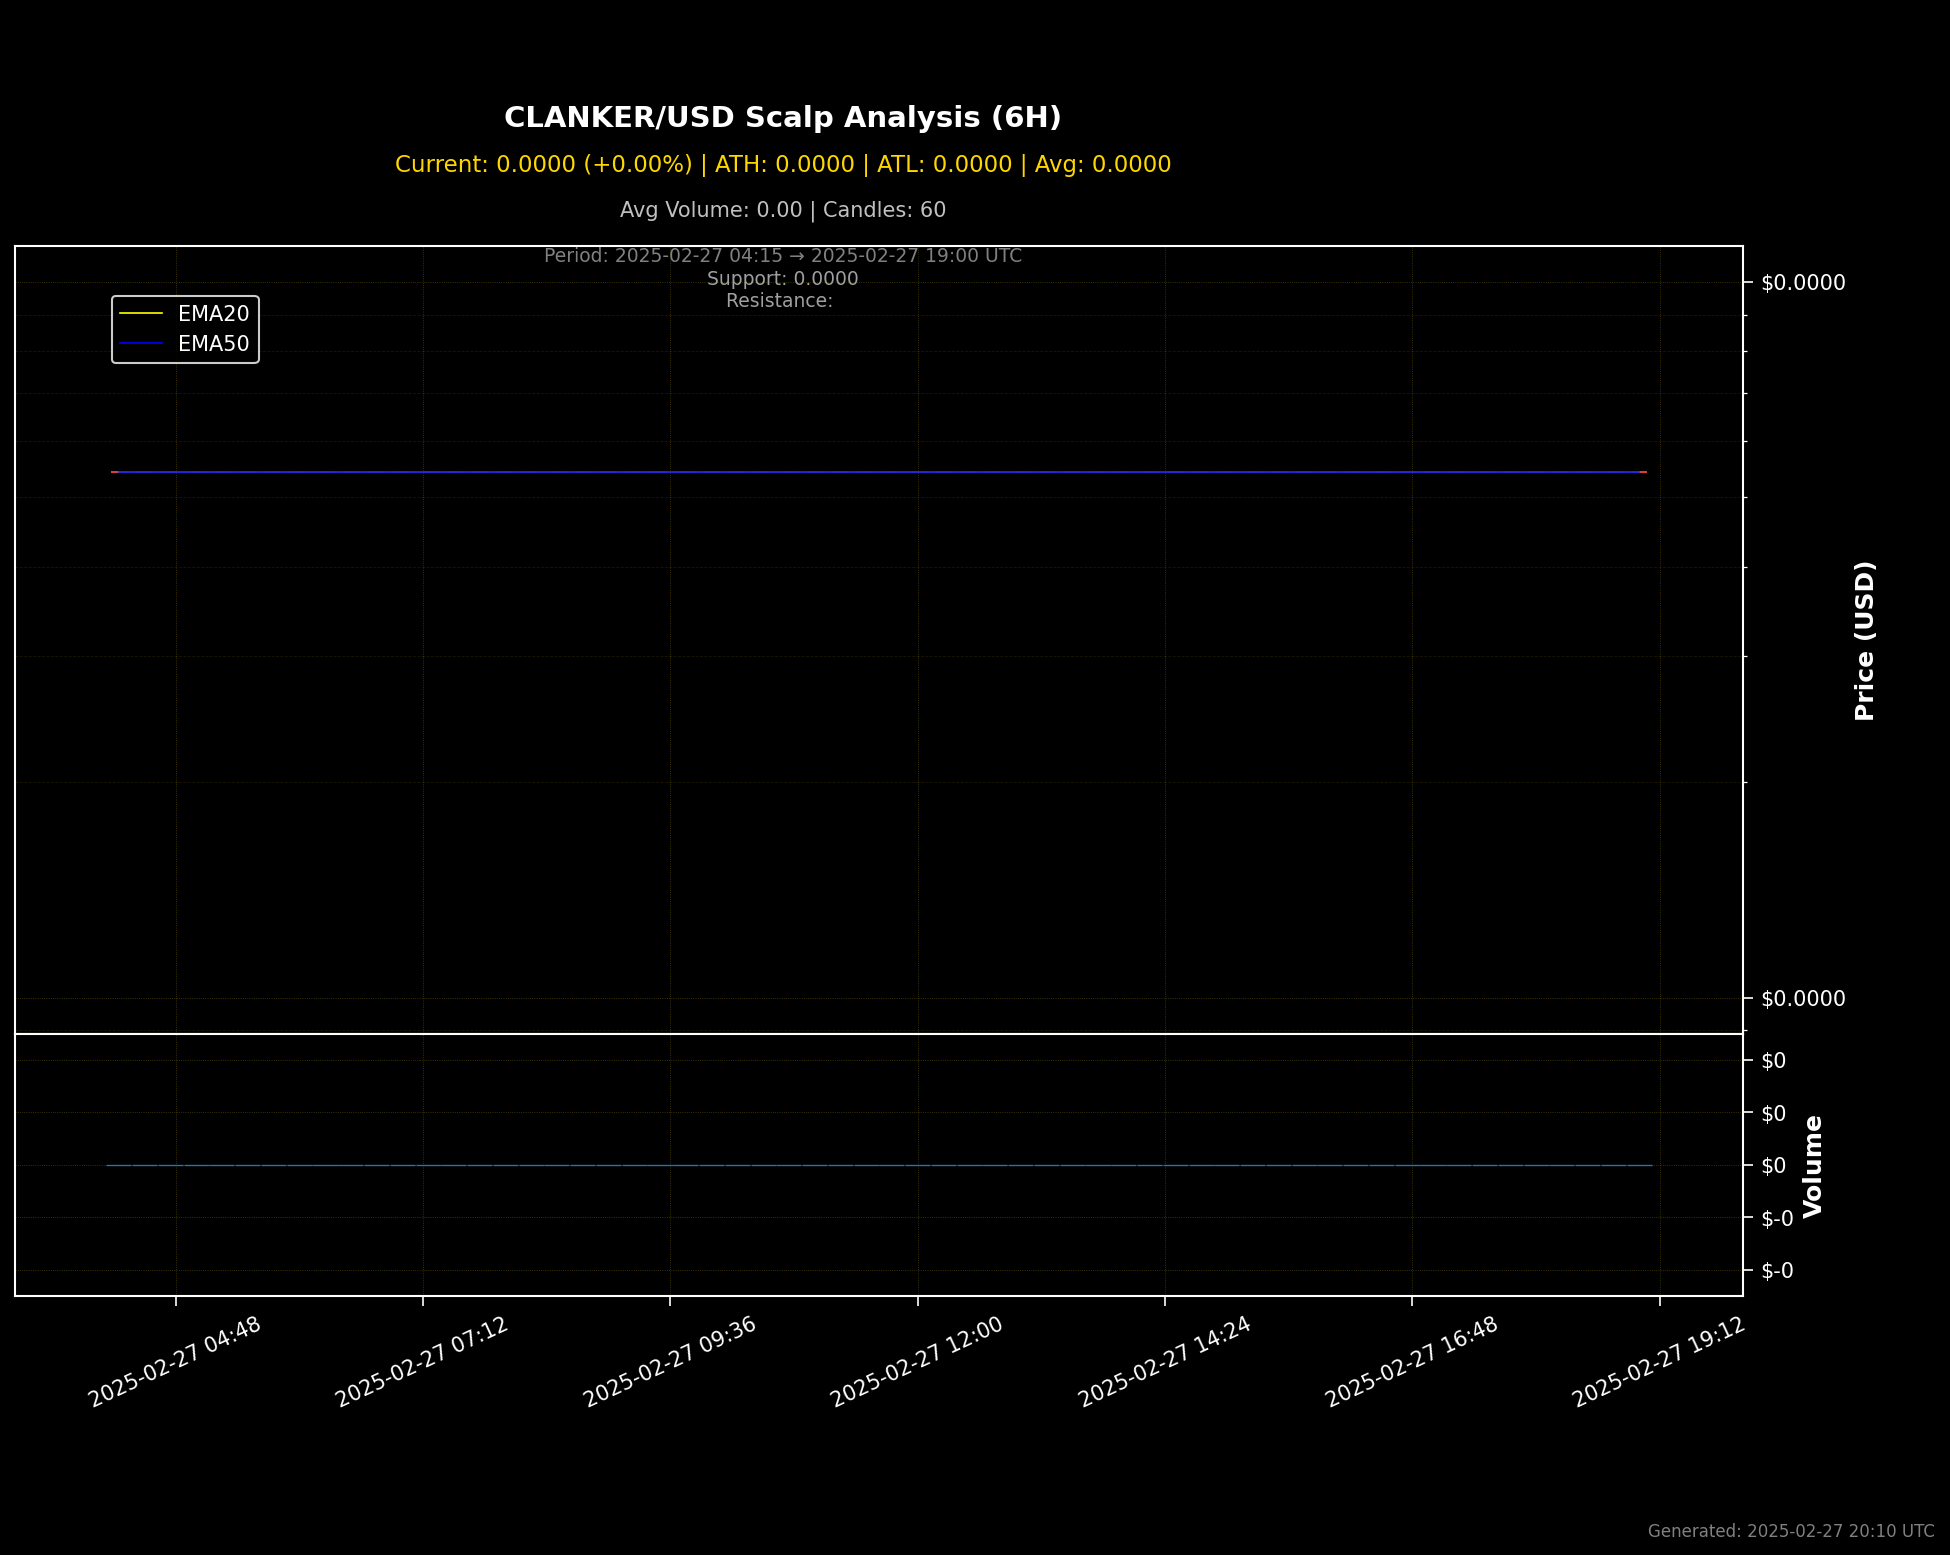 CLANKER/USD Scalp Analysis (6H)
Current: 0.0000 (+0.00%) | ATH: 0.0000 | ATL: 0.0000 | Avg: 0.0000
Avg Volume: 0.00 | Candles: 60
Period: 2025-02-27 04:15 → 2025-02-27 19:00 UTC
Support: 0.0000
Resistance:
EMA20
EMA50
$0.0000
$0.0000
Price (USD)
$0
$0
$0
$-0
$-0
Volume
2025-02-27 04:48
2025-02-27 07:12
2025-02-27 09:36
2025-02-27 12:00
2025-02-27 14:24
2025-02-27 16:48
2025-02-27 19:12
Generated: 2025-02-27 20:10 UTC